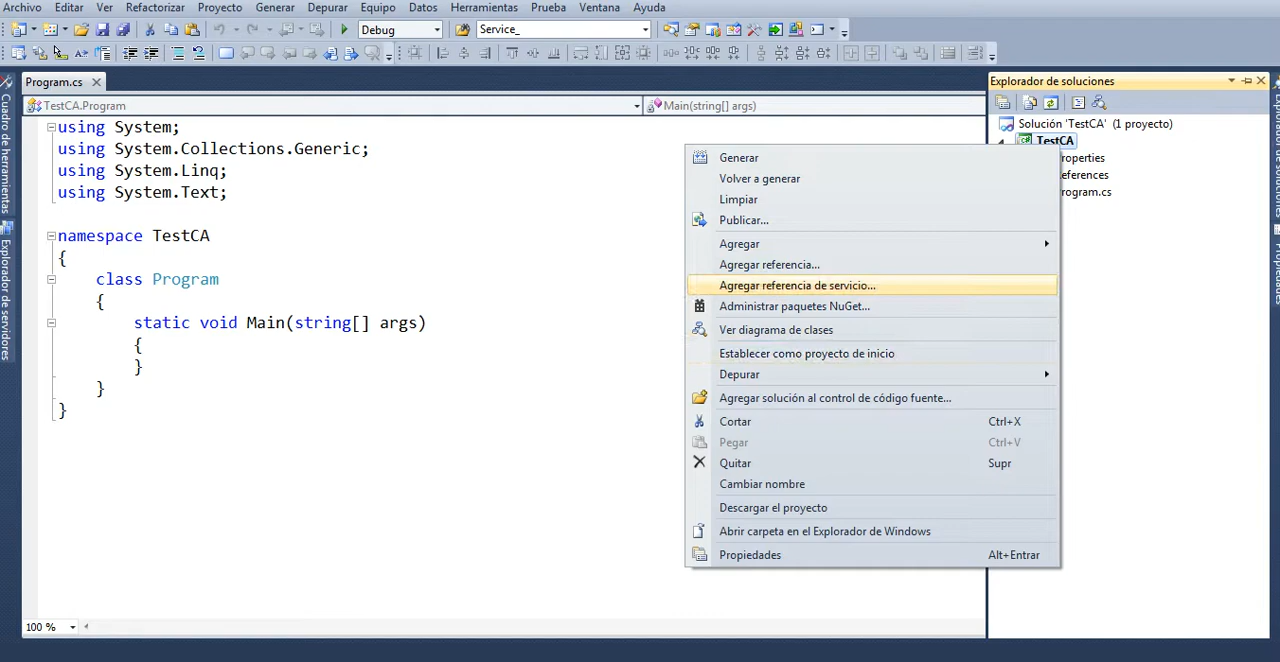 Archivo Editar Ver Refactorizar Proyecto Generar Depurar Equipo Datos Herramientas Prueba Ventana Ayuda
Debug Service_
Program.cs
TestCA.Program Main(string[] args)
using System;
using System.Collections.Generic;
using System.Linq;
using System.Text;
namespace TestCA
{
class Program
{
static void Main(string[] args)
{
}
}
}
100 %
Cuadro de herramientas
Explorador de servidores
Generar
Volver a generar
Limpiar
Publicar...
Agregar
Agregar referencia...
Agregar referencia de servicio...
Administrar paquetes NuGet...
Ver diagrama de clases
Establecer como proyecto de inicio
Depurar
Agregar solución al control de código fuente...
Cortar Ctrl+X
Pegar Ctrl+V
Quitar Supr
Cambiar nombre
Descargar el proyecto
Abrir carpeta en el Explorador de Windows
Propiedades Alt+Entrar
Explorador de soluciones
Solución 'TestCA' (1 proyecto)
TestCA
roperties
eferences
rogram.cs